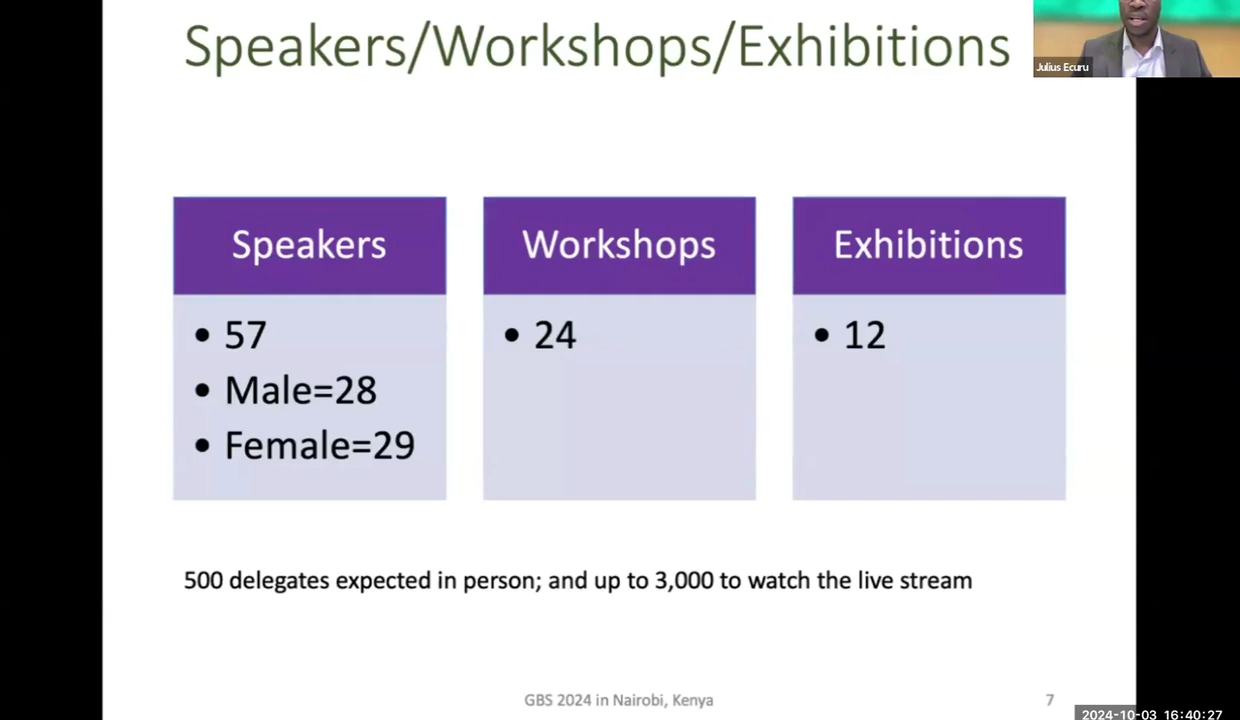 Speakers/Workshops/Exhibitions
Julius Ecuru
Speakers
• 57
• Male=28
• Female=29
Workshops
• 24
Exhibitions
• 12
500 delegates expected in person; and up to 3,000 to watch the live stream
GBS 2024 in Nairobi, Kenya
7
2024-10-03 16:40:27